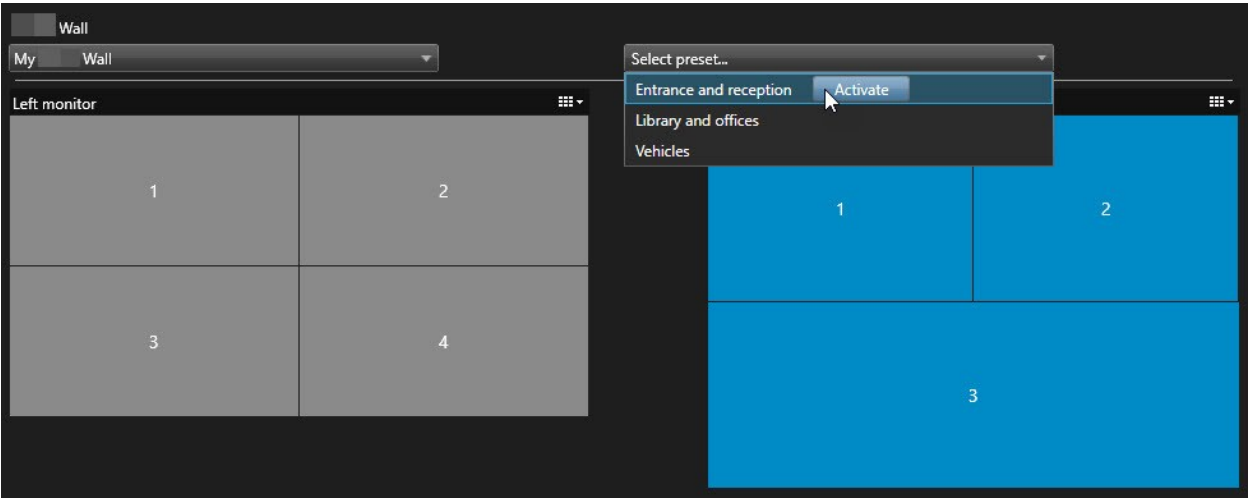 Wall
My Wall
Select preset...
Entrance and reception Activate
Library and offices
Vehicles
Left monitor
1
2
3
4
1
2
3